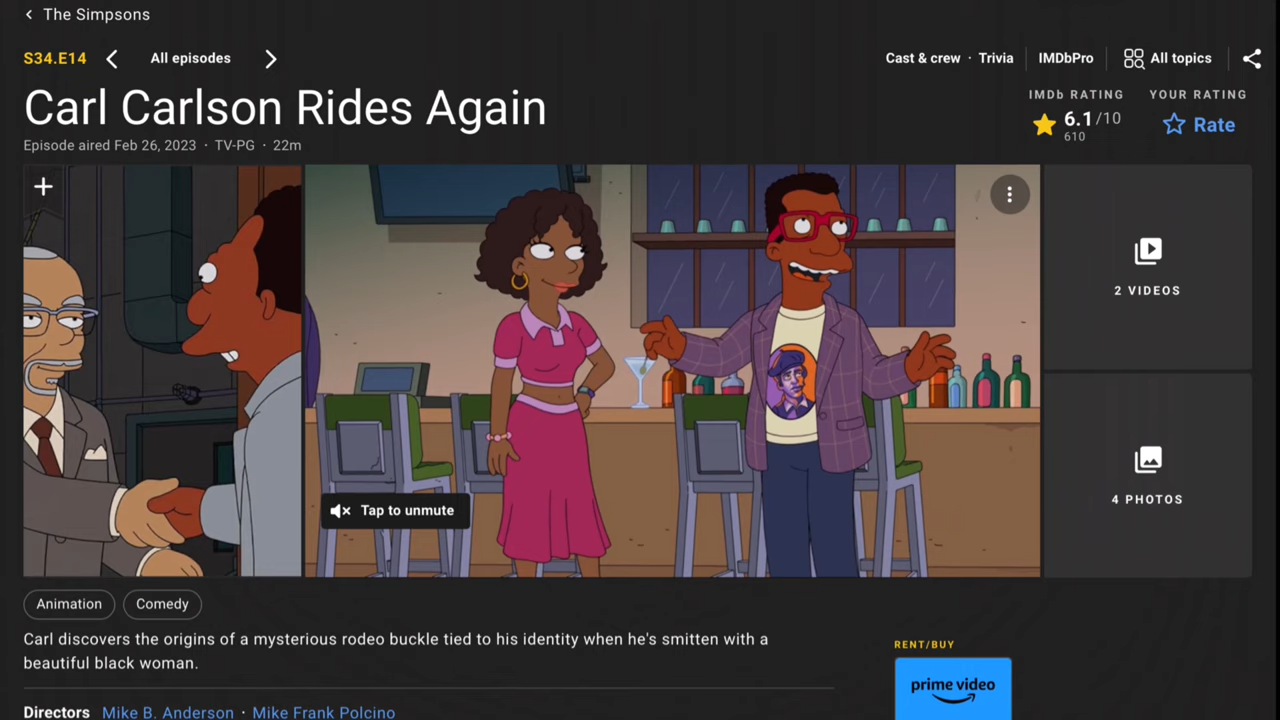 The Simpsons
S34.E14
All episodes
Cast & crew · Trivia
IMDbPro
All topics
Carl Carlson Rides Again
IMDb RATING
YOUR RATING
6.1/10
610
Rate
Episode aired Feb 26, 2023 · TV-PG · 22m
2 VIDEOS
Tap to unmute
4 PHOTOS
Animation
Comedy
Carl discovers the origins of a mysterious rodeo buckle tied to his identity when he's smitten with a
beautiful black woman.
RENT/BUY
prime video
Directors Mike B. Anderson · Mike Frank Polcino